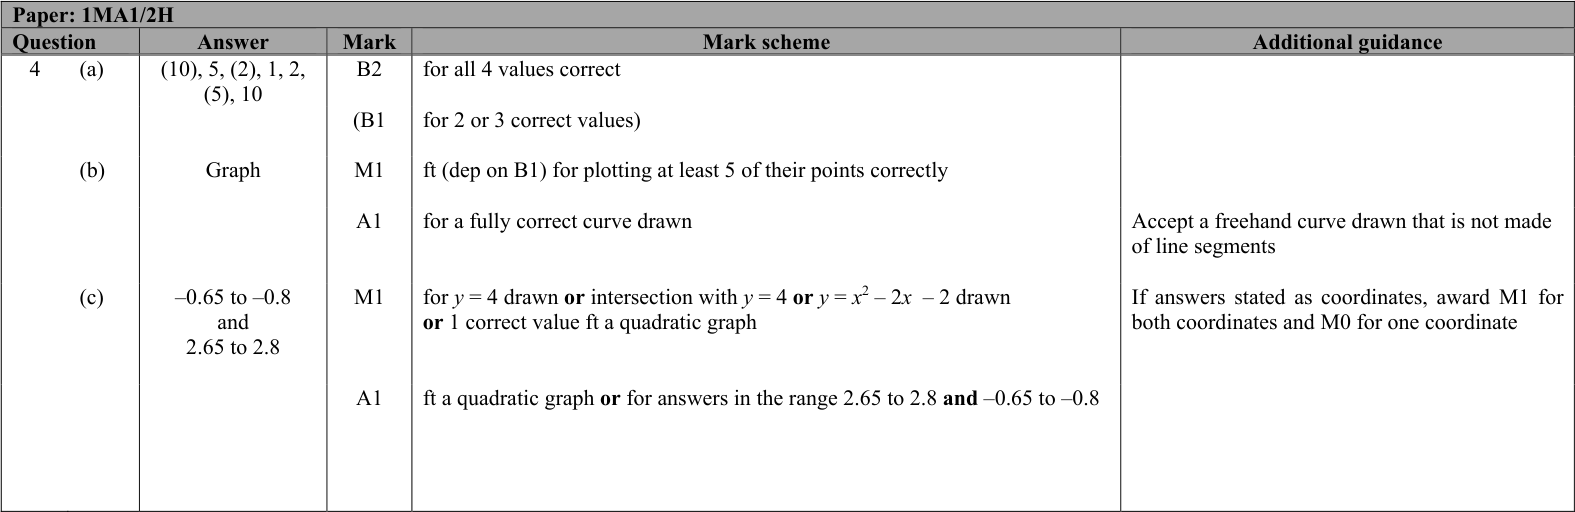 Paper: 1MA1/2H
Question Answer Mark Mark scheme Additional guidance
4 (a) (10), 5, (2), 1, 2, B2 for all 4 values correct
(5), 10
(B1 for 2 or 3 correct values)
(b) Graph M1 ft (dep on B1) for plotting at least 5 of their points correctly
A1 for a fully correct curve drawn Accept a freehand curve drawn that is not made
of line segments
(c) –0.65 to –0.8 M1 for y = 4 drawn or intersection with y = 4 or y = x² – 2x – 2 drawn If answers stated as coordinates, award M1 for
and or 1 correct value ft a quadratic graph both coordinates and M0 for one coordinate
2.65 to 2.8
A1 ft a quadratic graph or for answers in the range 2.65 to 2.8 and –0.65 to –0.8